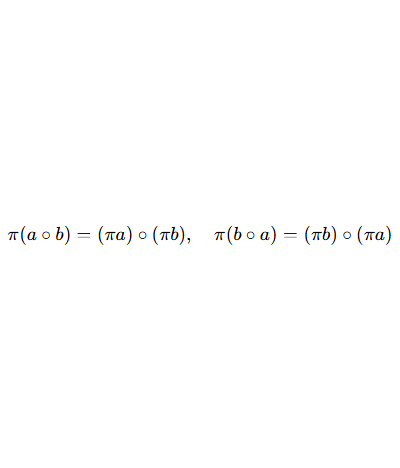 π(a ∘ b) = (πa) ∘ (πb), π(b ∘ a) = (πb) ∘ (πa)